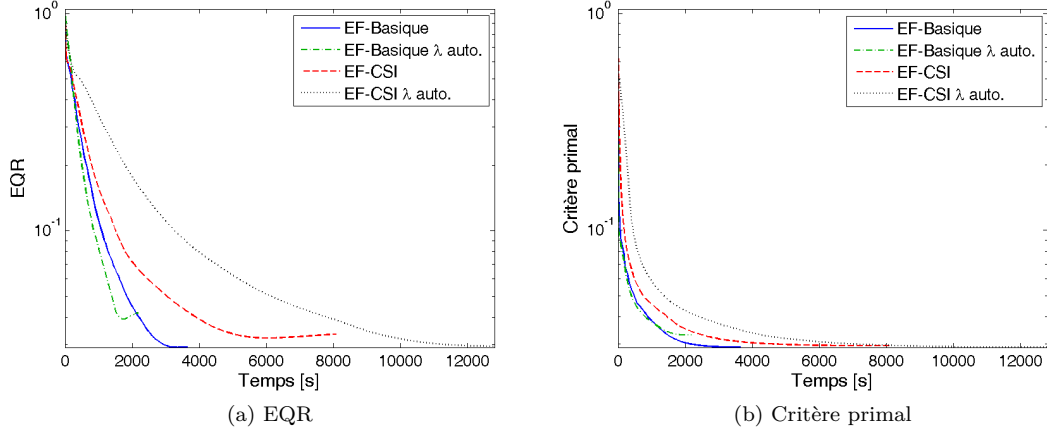 10^0
10^-1
EQR
0
2000
4000
6000
8000
10000
12000
Temps [s]
EF-Basique
EF-Basique λ auto.
EF-CSI
EF-CSI λ auto.
(a) EQR
10^0
10^-1
Critère primal
0
2000
4000
6000
8000
10000
12000
Temps [s]
EF-Basique
EF-Basique λ auto.
EF-CSI
EF-CSI λ auto.
(b) Critère primal